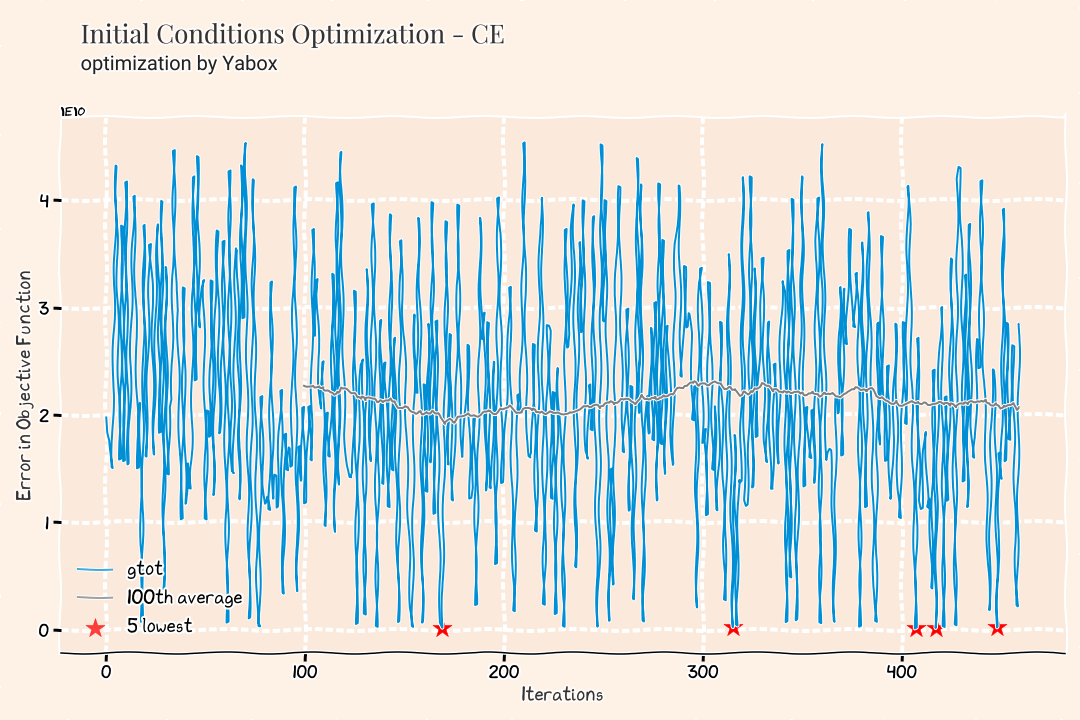 Initial Conditions Optimization - CE
optimization by Yabox
1E10
4
3
2
1
0
Error in Objective Function
gtot
100th average
5 lowest
0 100 200 300 400
Iterations